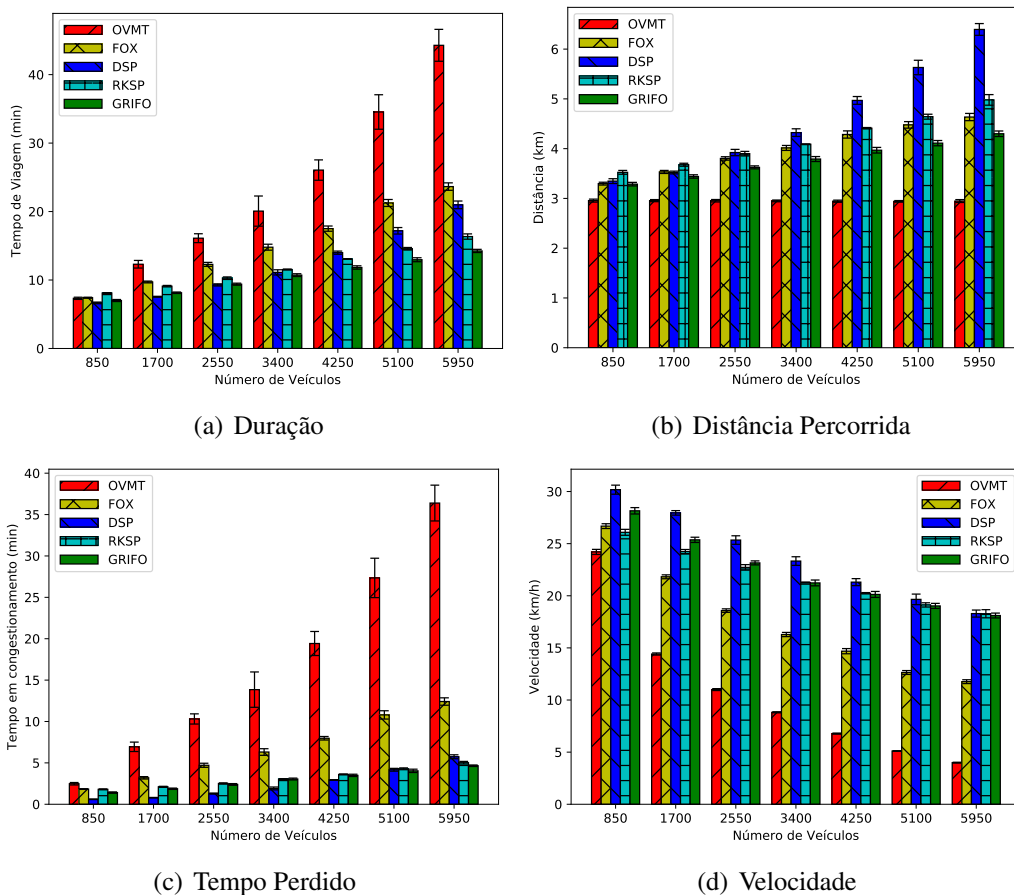 OVMT
FOX
DSP
RKSP
GRIFO
Tempo de Viagem (min)
40
30
20
10
0
850 1700 2550 3400 4250 5100 5950
Número de Veículos
(a) Duração
OVMT
FOX
DSP
RKSP
GRIFO
Distância (km)
6
5
4
3
2
1
0
850 1700 2550 3400 4250 5100 5950
Número de Veículos
(b) Distância Percorrida
OVMT
FOX
DSP
RKSP
GRIFO
Tempo em congestionamento (min)
40
35
30
25
20
15
10
5
0
850 1700 2550 3400 4250 5100 5950
Número de Veículos
(c) Tempo Perdido
OVMT
FOX
DSP
RKSP
GRIFO
Velocidade (km/h)
30
25
20
15
10
5
0
850 1700 2550 3400 4250 5100 5950
Número de Veículos
(d) Velocidade